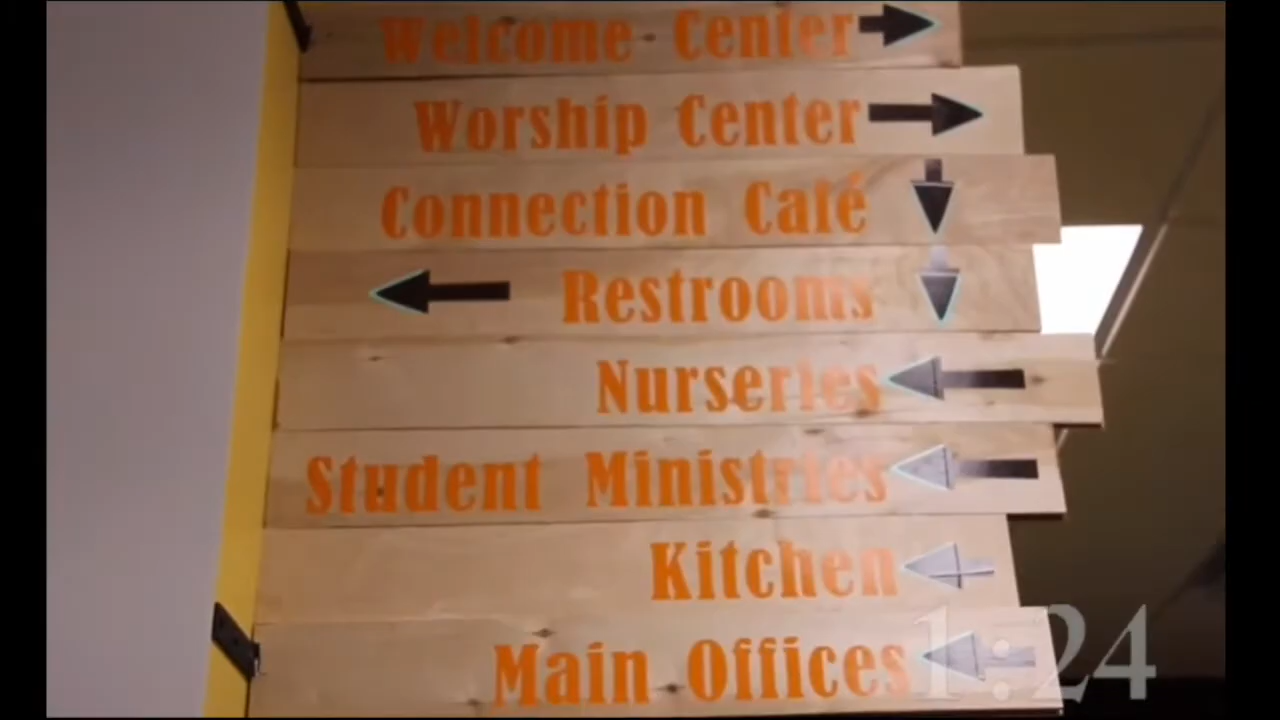 Welcome Center
Worship Center
Connection Café
Restrooms
Nurseries
Student Ministries
Kitchen
Main Offices
1:24